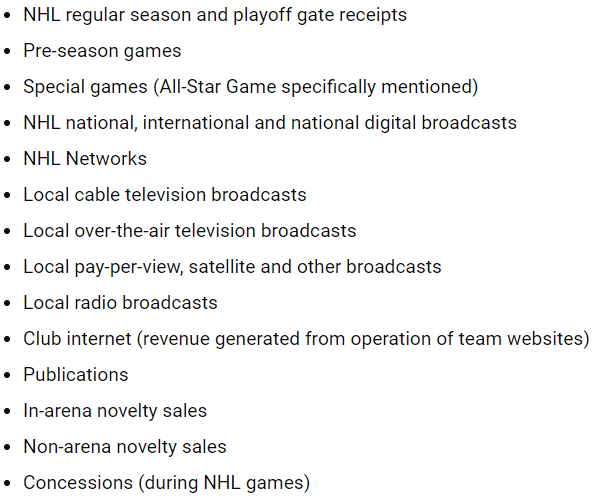 • NHL regular season and playoff gate receipts
• Pre-season games
• Special games (All-Star Game specifically mentioned)
• NHL national, international and national digital broadcasts
• NHL Networks
• Local cable television broadcasts
• Local over-the-air television broadcasts
• Local pay-per-view, satellite and other broadcasts
• Local radio broadcasts
• Club internet (revenue generated from operation of team websites)
• Publications
• In-arena novelty sales
• Non-arena novelty sales
• Concessions (during NHL games)